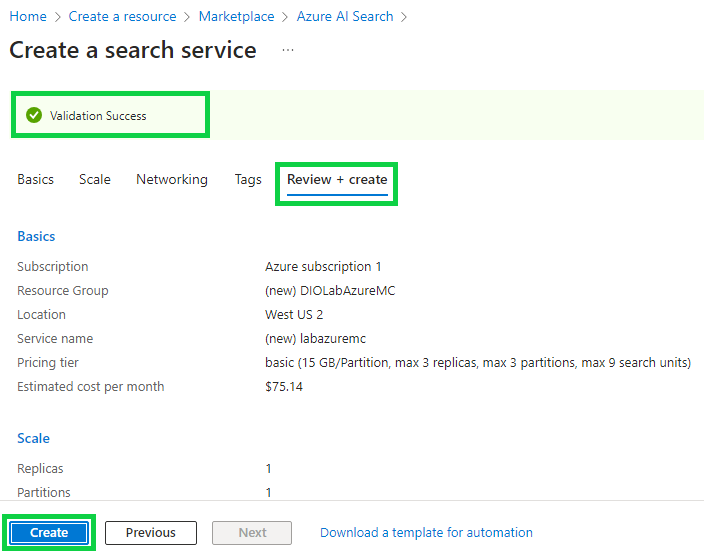 Home > Create a resource > Marketplace > Azure AI Search >
Create a search service ...
Validation Success
Basics Scale Networking Tags Review + create
Basics
Subscription Azure subscription 1
Resource Group (new) DIOLabAzureMC
Location West US 2
Service name (new) labazuremc
Pricing tier basic (15 GB/Partition, max 3 replicas, max 3 partitions, max 9 search units)
Estimated cost per month $75.14
Scale
Replicas 1
Partitions 1
Create Previous Next Download a template for automation